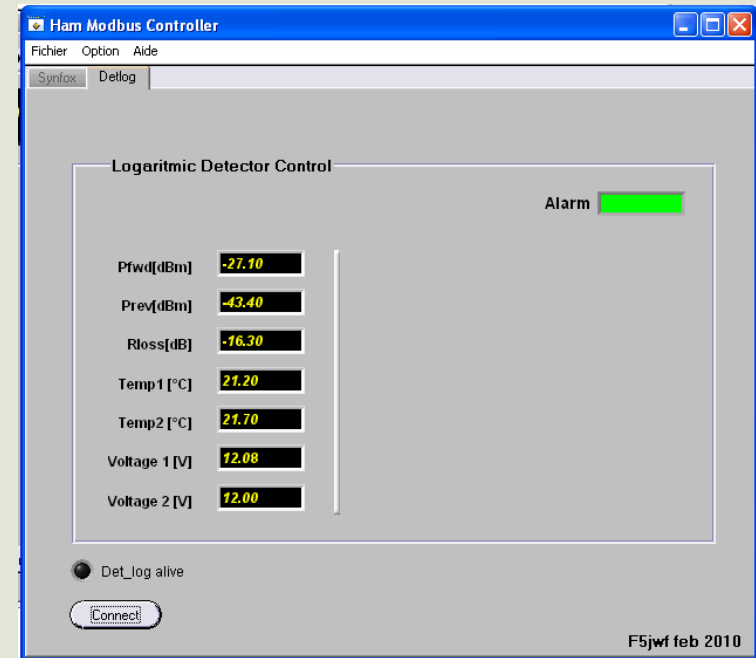 Ham Modbus Controller
Fichier Option Aide
Synfox Detlog
Logaritmic Detector Control
Alarm
Pfwd[dBm] -27.10
Prev[dBm] -43.40
Rloss[dB] -16.30
Temp1 [°C] 21.20
Temp2 [°C] 21.70
Voltage 1 [V] 12.08
Voltage 2 [V] 12.00
Det_log alive
Connect
F5jwf feb 2010